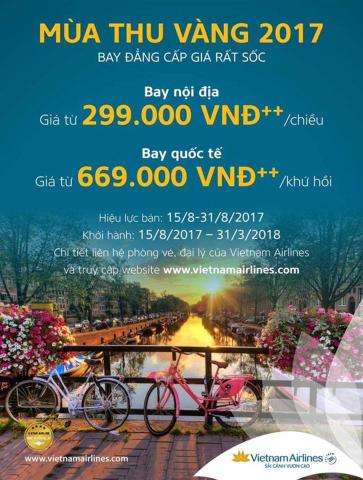 MÙA THU VÀNG 2017
BAY ĐẲNG CẤP GIÁ RẤT SỐC
Bay nội địa
Giá từ 299.000 VNĐ++/chiều
Bay quốc tế
Giá từ 669.000 VNĐ++/khứ hồi
Hiệu lực bán: 15/8-31/8/2017
Khởi hành: 15/8/2017 – 31/3/2018
Chi tiết liên hệ phòng vé, đại lý của Vietnam Airlines
và truy cập website www.vietnamairlines.com
www.vietnamairlines.com
Vietnam Airlines
SẢI CÁNH VƯƠN CAO